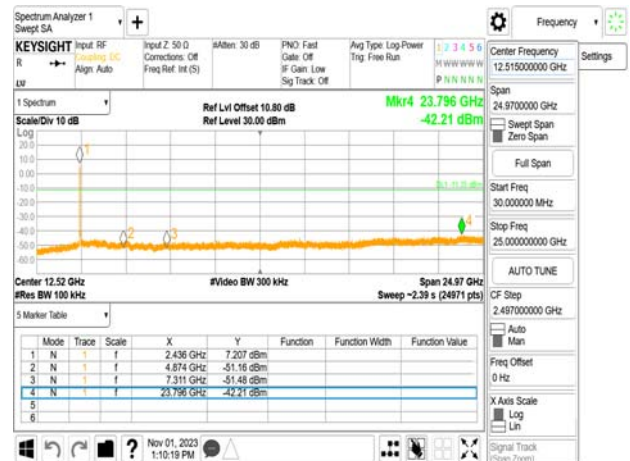 Spectrum Analyzer 1
Swept SA
KEYSIGHT
R
Input: RF
Coupling: DC
Align: Auto
Input Z: 50 Ω
Corrections: Off
Freq Ref: Int (S)
#Atten: 30 dB
PNO: Fast
Gate: Off
IF Gain: Low
Sig Track: Off
Avg Type: Log-Power
Trig: Free Run
1 2 3 4 5 6
M W W W W W
P N N N N N
1 Spectrum
Scale/Div 10 dB
Ref Lvl Offset 10.80 dB
Ref Level 30.00 dBm
Mkr4 23.796 GHz
-42.21 dBm
Log
20.0
10.0
0.00
-10.0
-20.0
-30.0
-40.0
-50.0
-60.0
1
2
3
4
Center 12.52 GHz
#Res BW 100 kHz
#Video BW 300 kHz
Span 24.97 GHz
Sweep ~2.39 s (24971 pts)
5 Marker Table
Mode Trace Scale X Y Function Function Width Function Value
1 N 1 f 2.436 GHz 7.207 dBm
2 N 1 f 4.874 GHz -51.16 dBm
3 N 1 f 7.311 GHz -51.48 dBm
4 N 1 f 23.796 GHz -42.21 dBm
5
6
Nov 01, 2023
1:10:19 PM
Frequency
Settings
Center Frequency
12.515000000 GHz
Span
24.9700000 GHz
Swept Span
Zero Span
Full Span
Start Freq
30.000000 MHz
Stop Freq
25.000000000 GHz
AUTO TUNE
CF Step
2.497000000 GHz
Auto
Man
Freq Offset
0 Hz
X Axis Scale
Log
Lin
Signal Track
(Span Zoom)